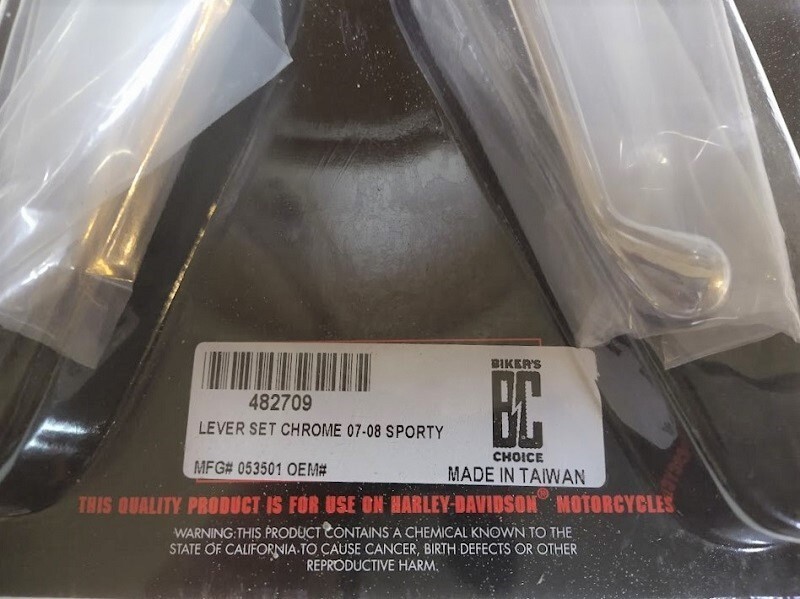 482709
LEVER SET CHROME 07-08 SPORTY
MFG# 053501 OEM#
BIKER'S
BC
CHOICE
MADE IN TAIWAN
THIS QUALITY PRODUCT IS FOR USE ON HARLEY-DAVIDSON® MOTORCYCLES
WARNING:THIS PRODUCT CONTAINS A CHEMICAL KNOWN TO THE
STATE OF CALIFORNIA TO CAUSE CANCER, BIRTH DEFECTS OR OTHER
REPRODUCTIVE HARM.